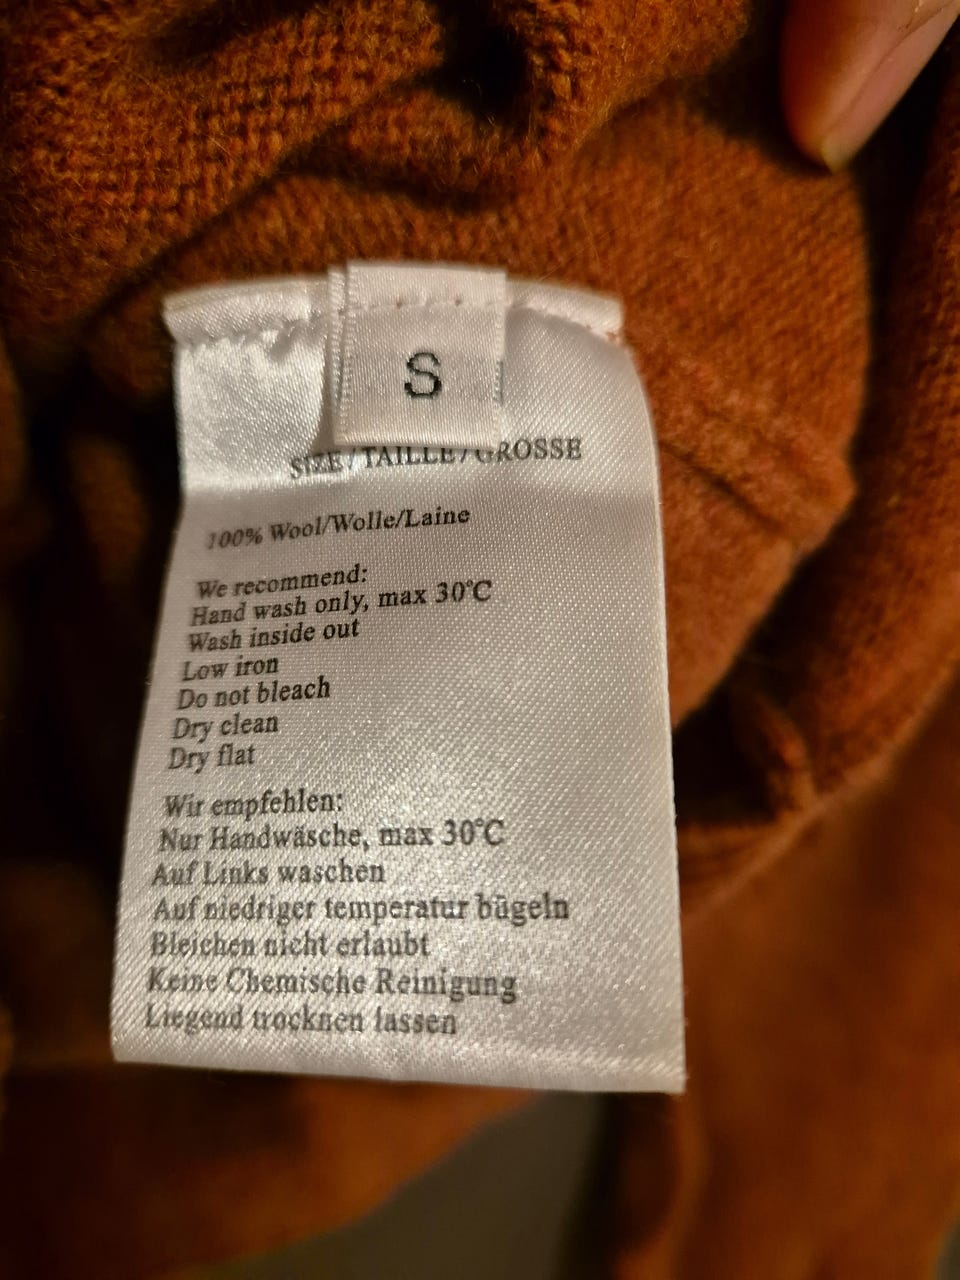 S
SIZE/TAILLE/GROSSE
100% Wool/Wolle/Laine
We recommend:
Hand wash only, max 30°C
Wash inside out
Low iron
Do not bleach
Dry clean
Dry flat
Wir empfehlen:
Nur Handwäsche, max 30°C
Auf Links waschen
Auf niedriger temperatur bügeln
Bleichen nicht erlaubt
Keine Chemische Reinigung
Liegend trocknen lassen